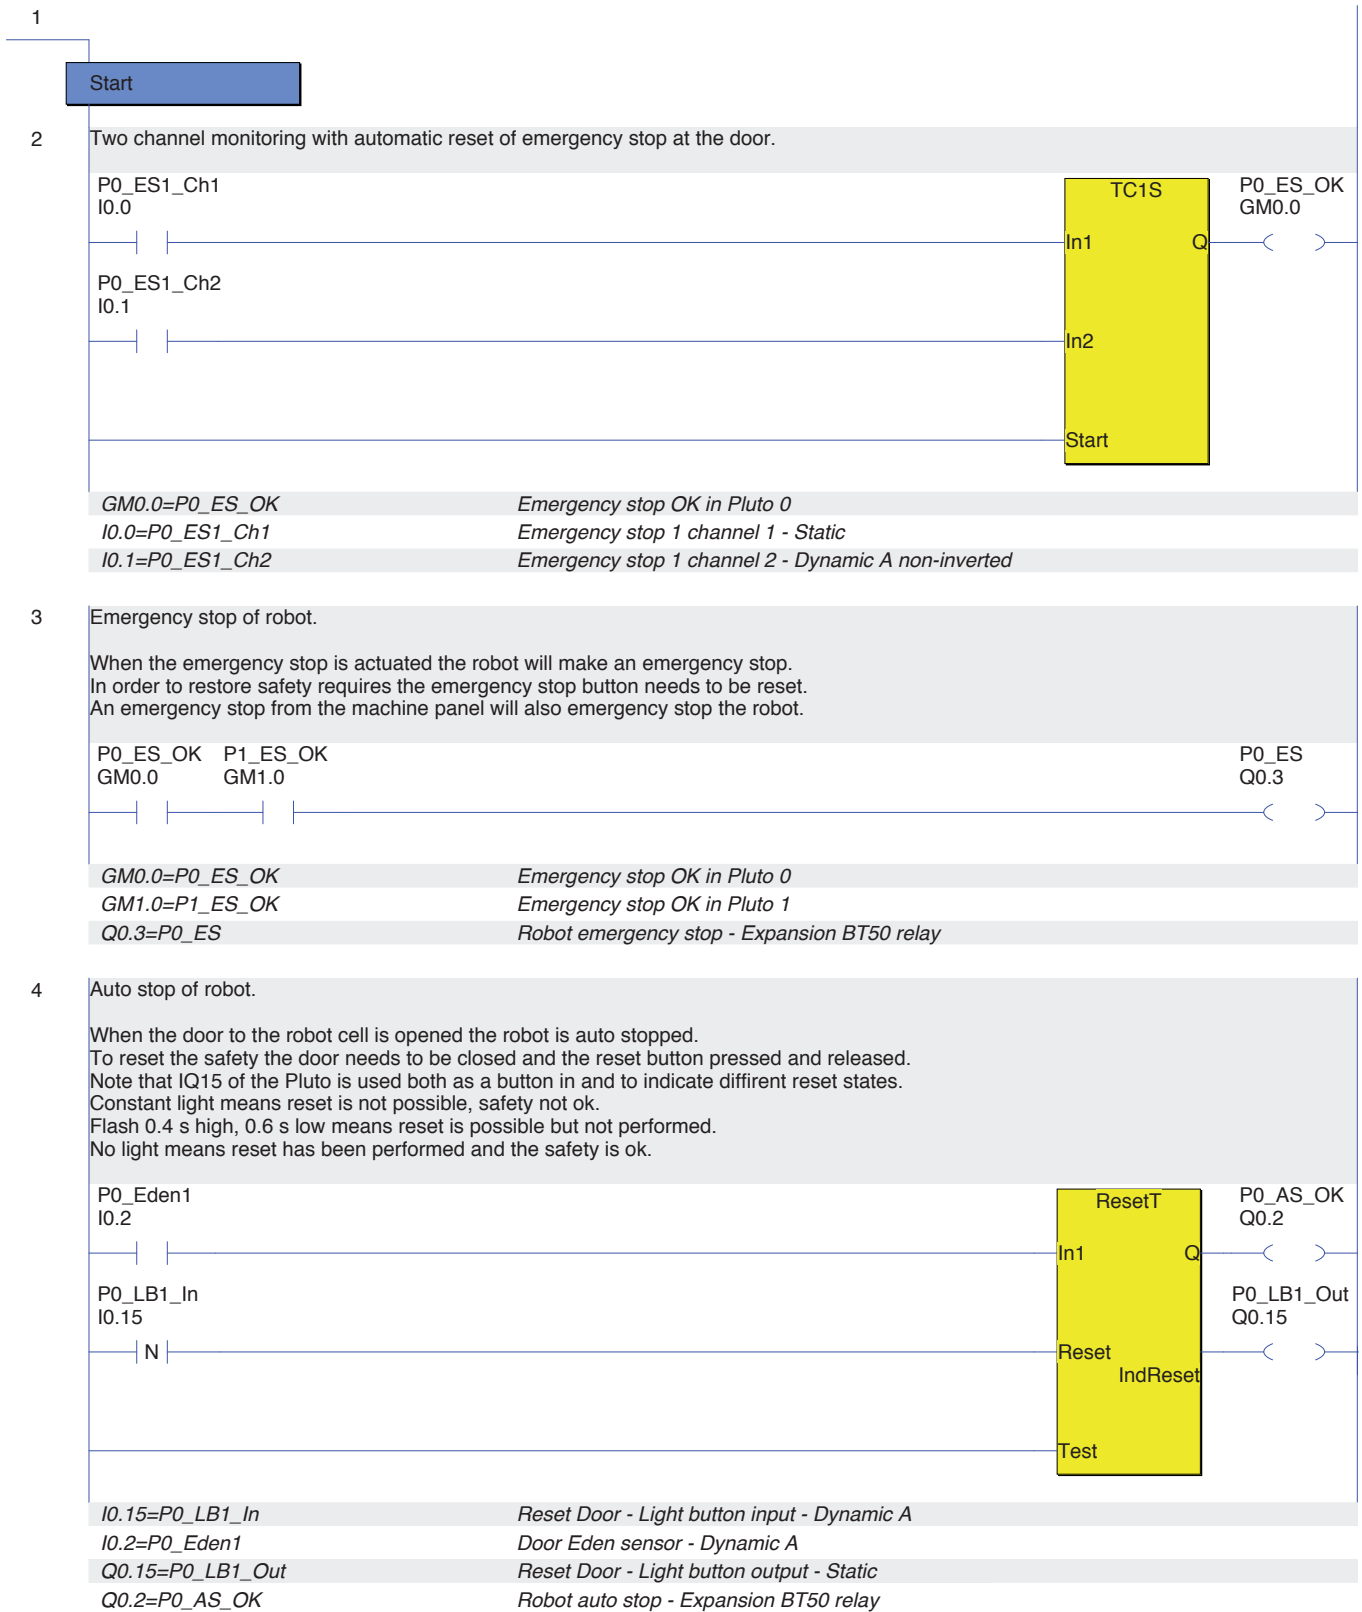 1
Start
2 Two channel monitoring with automatic reset of emergency stop at the door.
P0_ES1_Ch1 TC1S P0_ES_OK
I0.0 GM0.0
In1 Q
P0_ES1_Ch2
I0.1
In2
Start
GM0.0=P0_ES_OK Emergency stop OK in Pluto 0
I0.0=P0_ES1_Ch1 Emergency stop 1 channel 1 - Static
I0.1=P0_ES1_Ch2 Emergency stop 1 channel 2 - Dynamic A non-inverted
3 Emergency stop of robot.
When the emergency stop is actuated the robot will make an emergency stop.
In order to restore safety requires the emergency stop button needs to be reset.
An emergency stop from the machine panel will also emergency stop the robot.
P0_ES_OK P1_ES_OK P0_ES
GM0.0 GM1.0 Q0.3
GM0.0=P0_ES_OK Emergency stop OK in Pluto 0
GM1.0=P1_ES_OK Emergency stop OK in Pluto 1
Q0.3=P0_ES Robot emergency stop - Expansion BT50 relay
4 Auto stop of robot.
When the door to the robot cell is opened the robot is auto stopped.
To reset the safety the door needs to be closed and the reset button pressed and released.
Note that IQ15 of the Pluto is used both as a button in and to indicate diffirent reset states.
Constant light means reset is not possible, safety not ok.
Flash 0.4 s high, 0.6 s low means reset is possible but not performed.
No light means reset has been performed and the safety is ok.
P0_Eden1 ResetT P0_AS_OK
I0.2 Q0.2
In1 Q
P0_LB1_In P0_LB1_Out
I0.15 Q0.15
N Reset
IndReset
Test
I0.15=P0_LB1_In Reset Door - Light button input - Dynamic A
I0.2=P0_Eden1 Door Eden sensor - Dynamic A
Q0.15=P0_LB1_Out Reset Door - Light button output - Static
Q0.2=P0_AS_OK Robot auto stop - Expansion BT50 relay